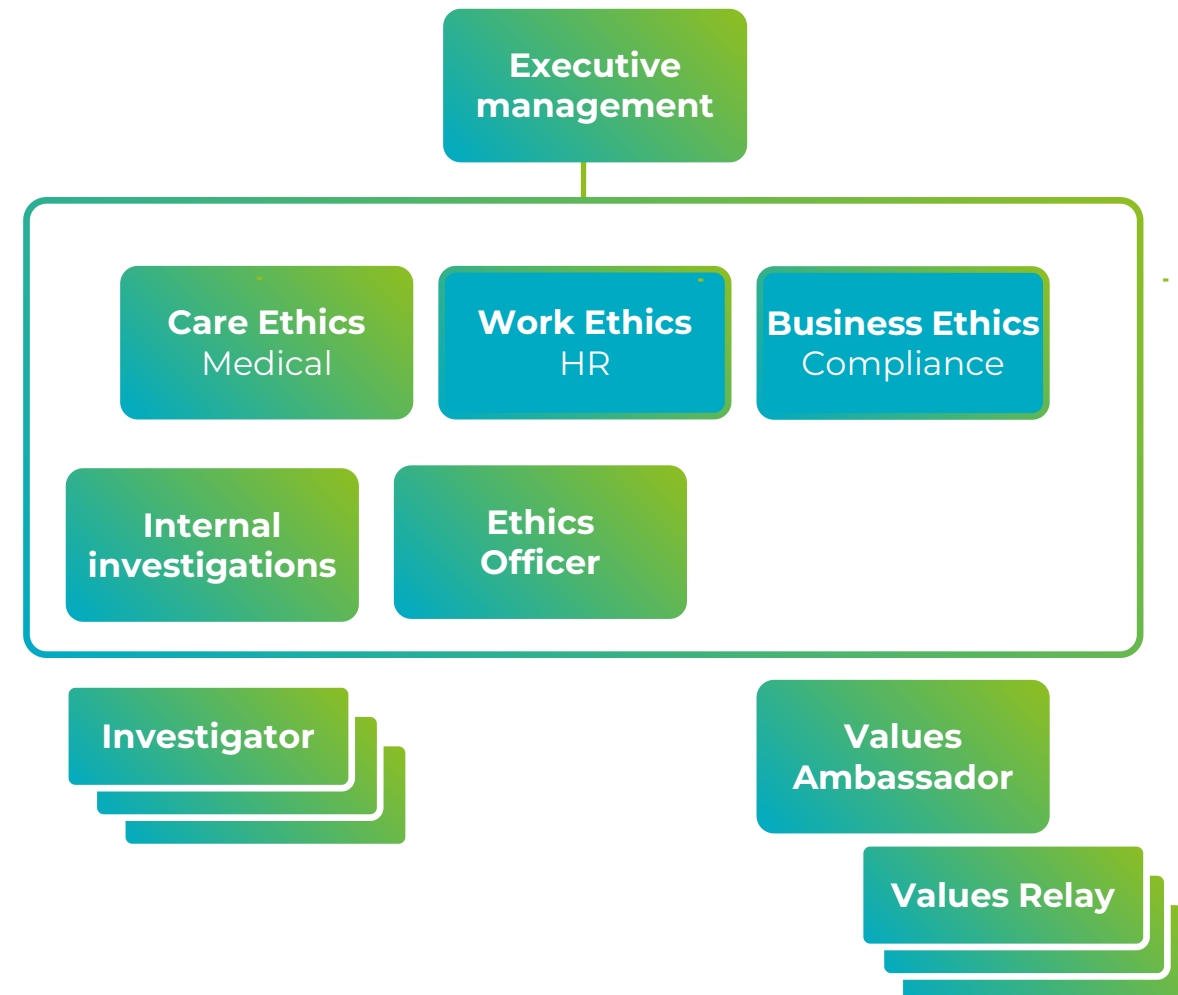 Executive
management
Care Ethics
Medical
Work Ethics
HR
Business Ethics
Compliance
Internal
investigations
Ethics
Officer
Investigator
Values
Ambassador
Values Relay